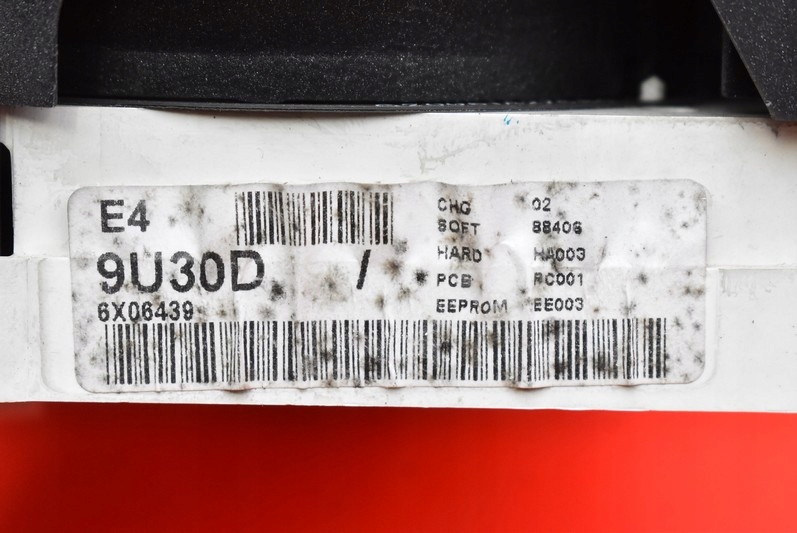 E4
9U30D /
6X06439
CHG 02
SOFT 88406
HARD HA003
PCB PC001
EEPROM EE003